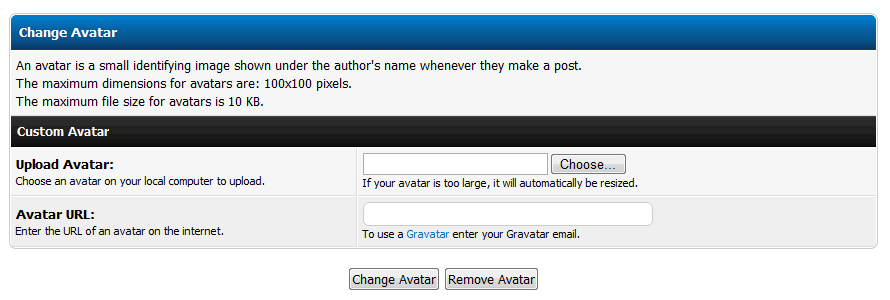 Change Avatar
An avatar is a small identifying image shown under the author's name whenever they make a post.
The maximum dimensions for avatars are: 100x100 pixels.
The maximum file size for avatars is 10 KB.
Custom Avatar
Upload Avatar:
Choose an avatar on your local computer to upload.
Choose...
If your avatar is too large, it will automatically be resized.
Avatar URL:
Enter the URL of an avatar on the internet.
To use a Gravatar enter your Gravatar email.
Change Avatar Remove Avatar